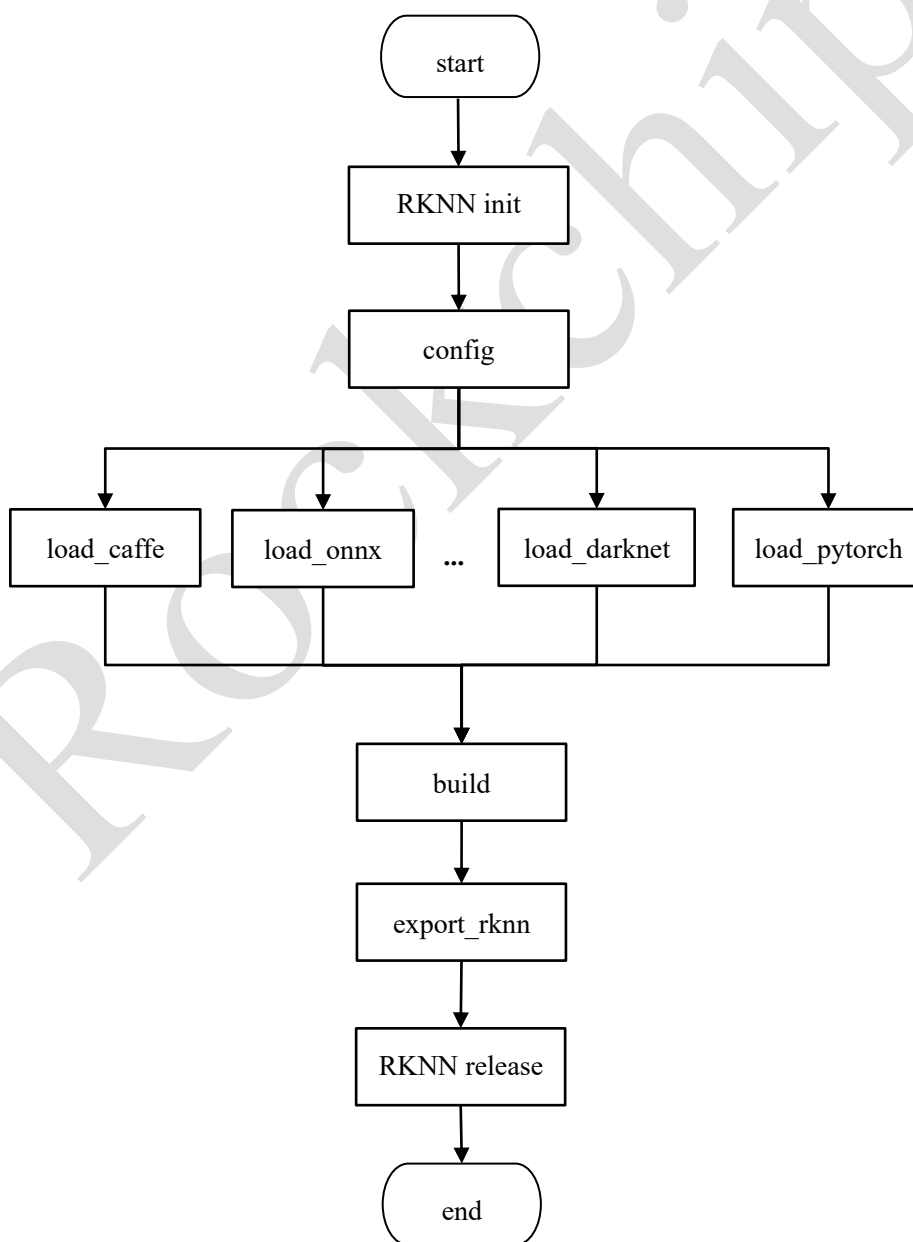 start
RKNN init
config
load_caffe
load_onnx
...
load_darknet
load_pytorch
build
export_rknn
RKNN release
end
Rockchip